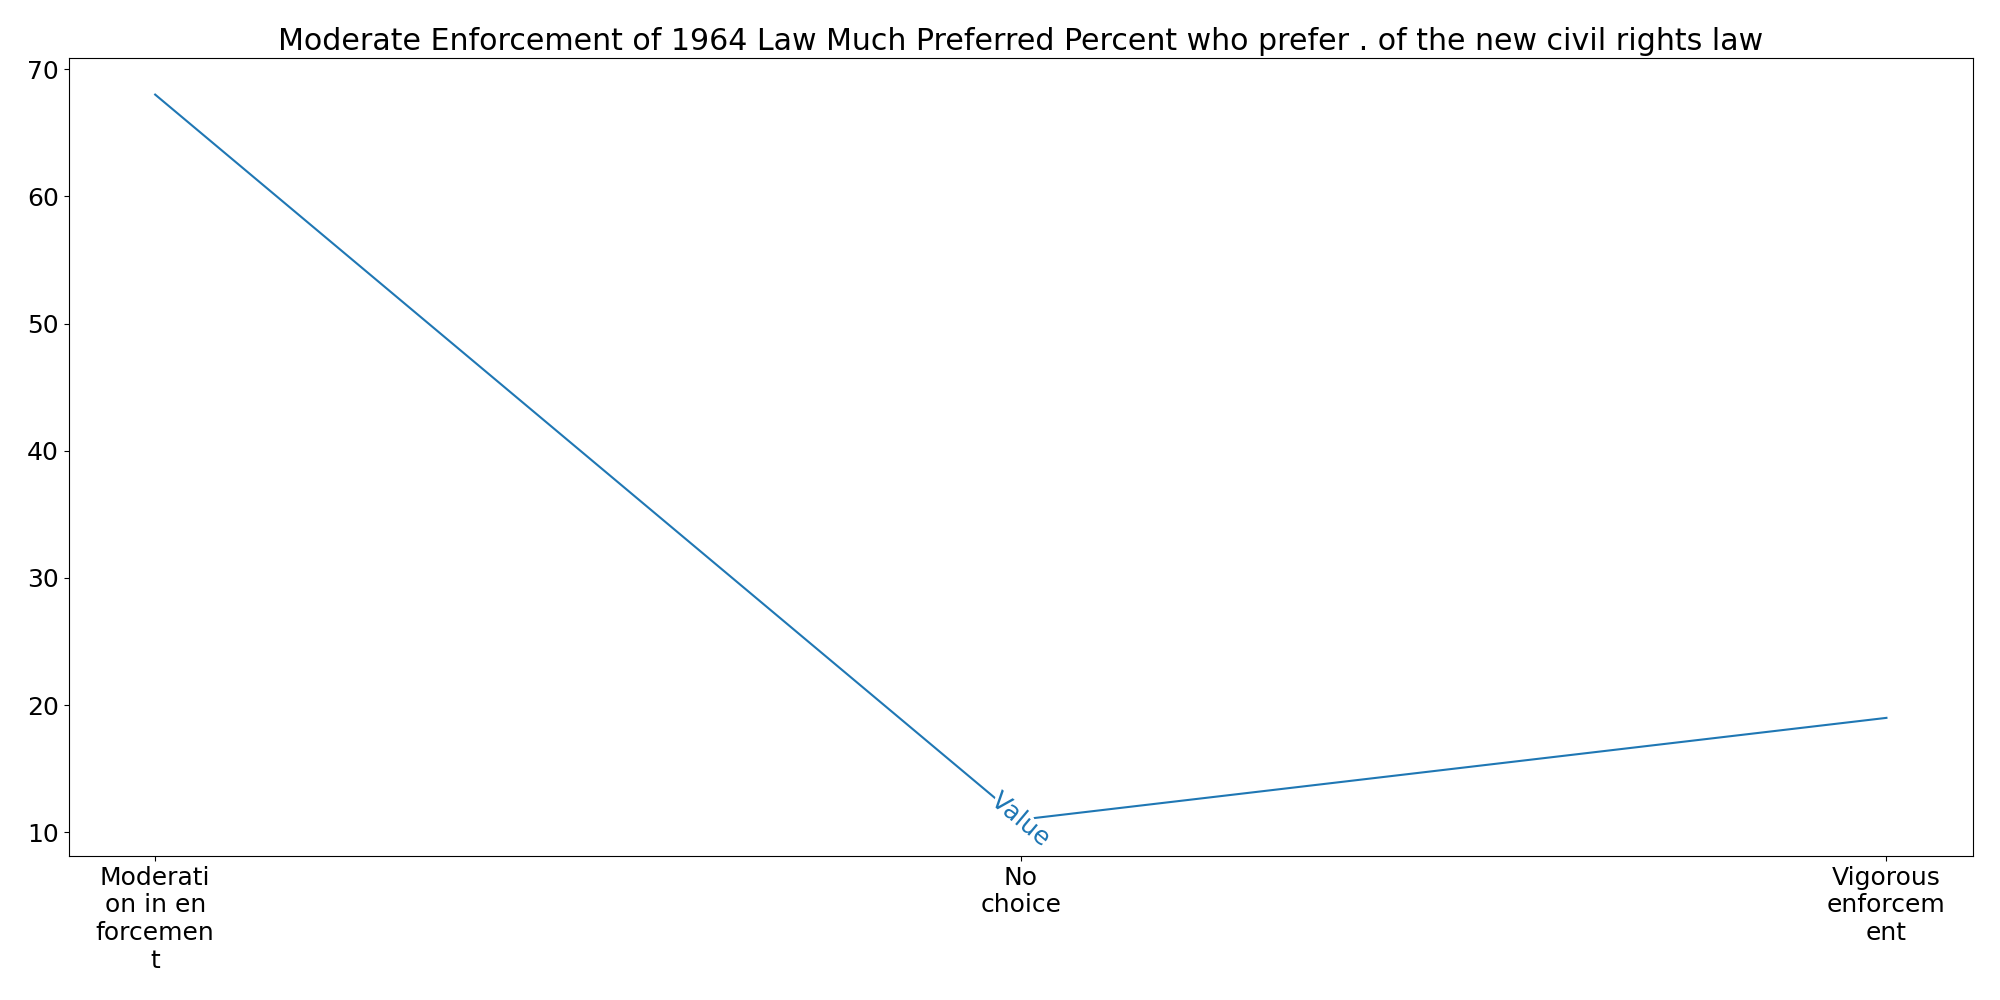 Moderate Enforcement of 1964 Law Much Preferred Percent who prefer . of the new civil rights law
70
60
50
40
30
20
10
Value
Moderati
on in en
forcemen
t
No
choice
Vigorous
enforcem
ent